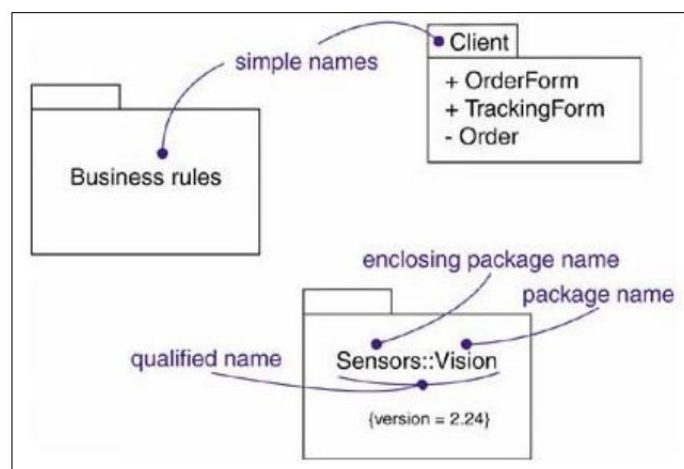 Client
simple names
+ OrderForm
+ TrackingForm
- Order
Business rules
enclosing package name
package name
qualified name
Sensors::Vision
{version = 2.24}